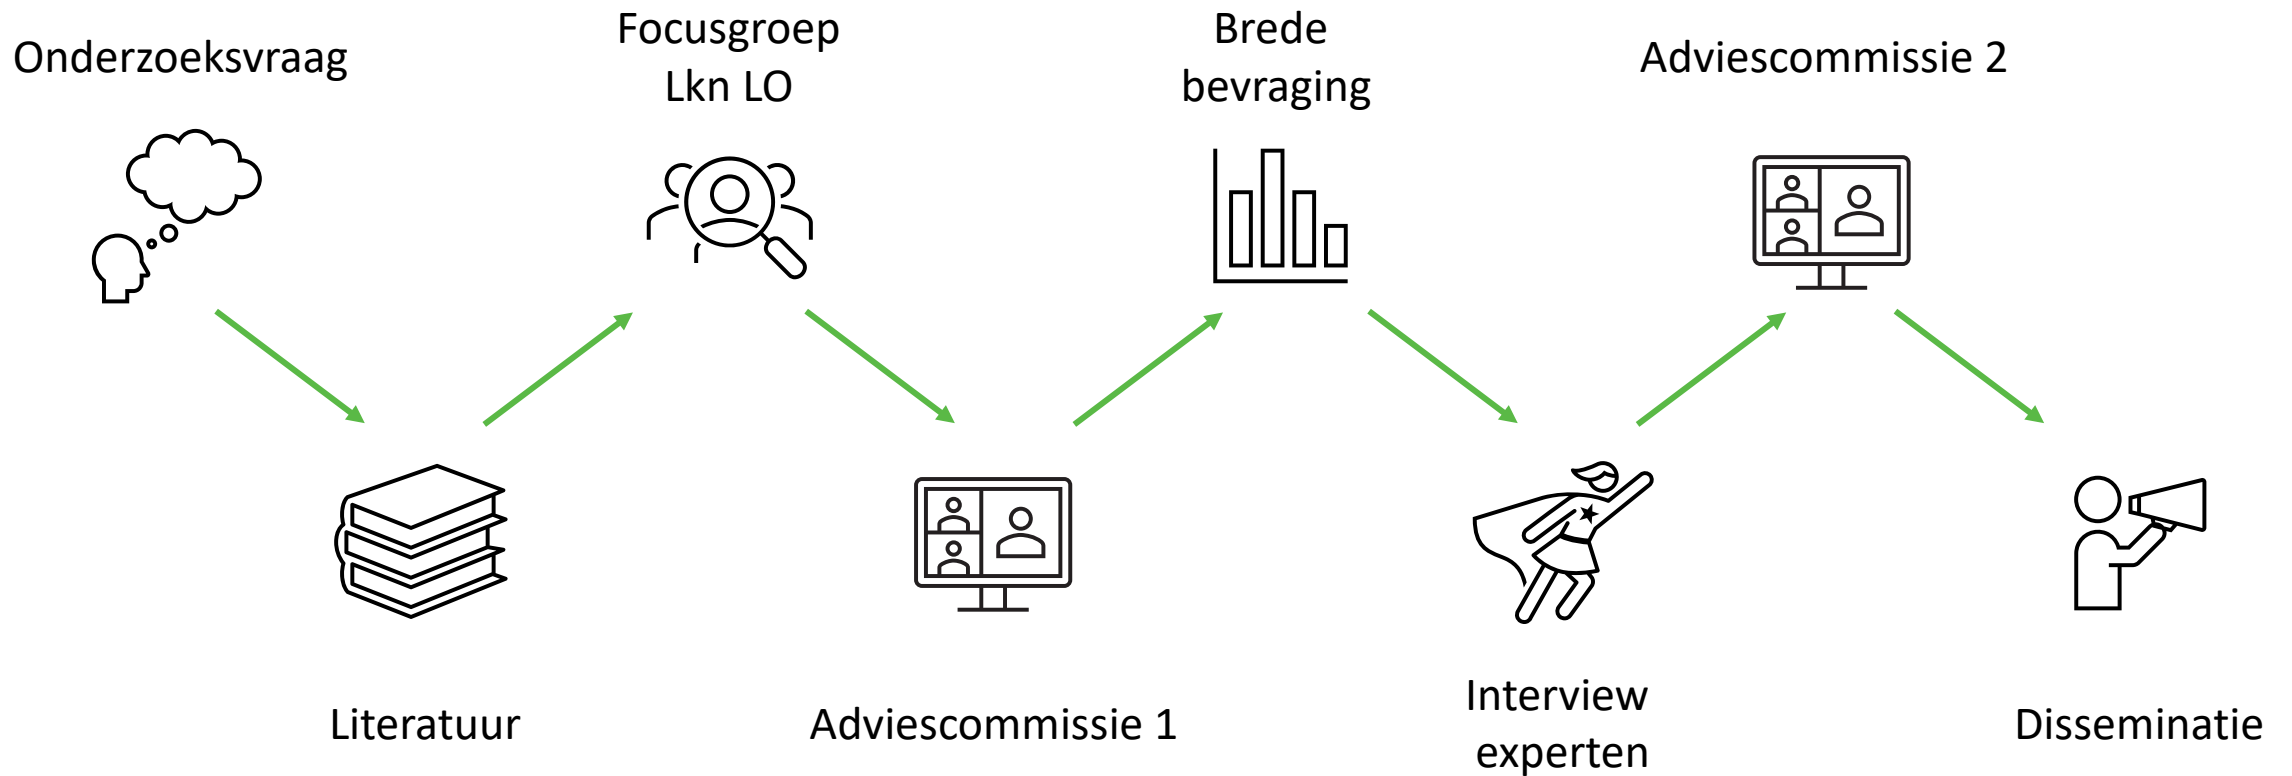 Onderzoeksvraag
Literatuur
Focusgroep
Lkn LO
Adviescommissie 1
Brede
bevraging
Interview
experten
Adviescommissie 2
Disseminatie